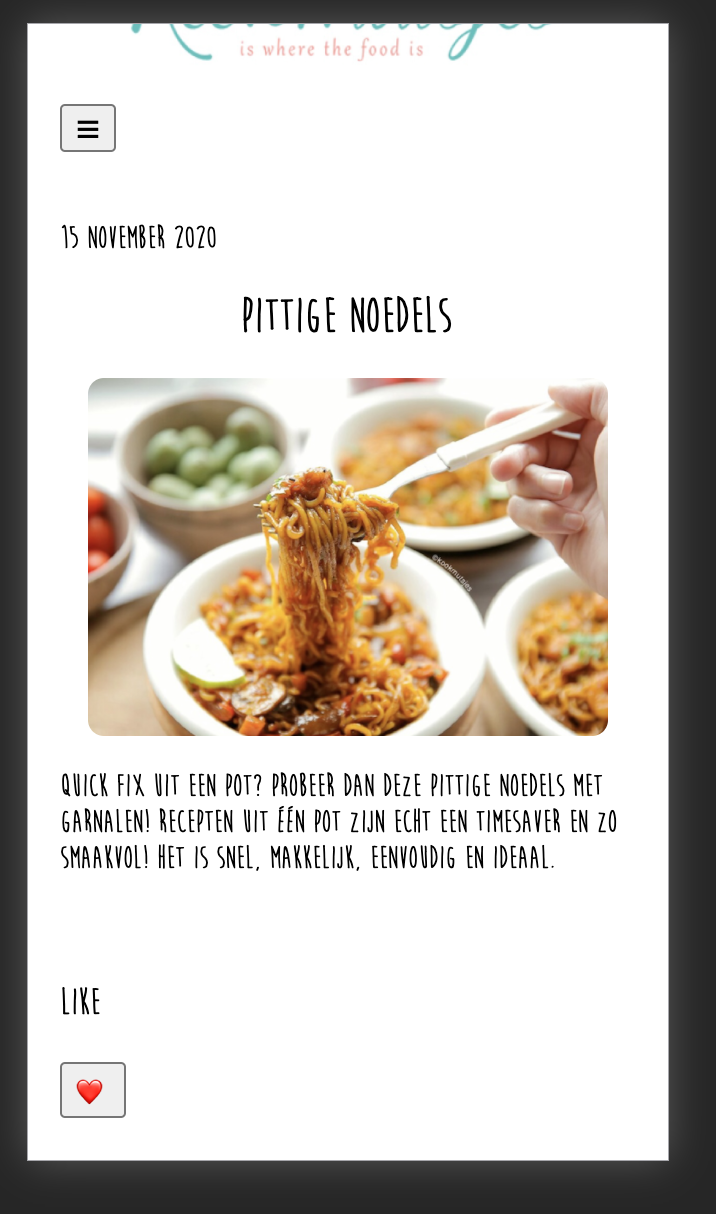 is where the food is
15 NOVEMBER 2020
PITTIGE NOEDELS
@kookmutsjes
QUICK FIX UIT EEN POT? PROBEER DAN DEZE PITTIGE NOEDELS MET
GARNALEN! RECEPTEN UIT ÉÉN POT ZIJN ECHT EEN TIMESAVER EN ZO
SMAAKVOL! HET IS SNEL, MAKKELIJK, EENVOUDIG EN IDEAAL.
LIKE